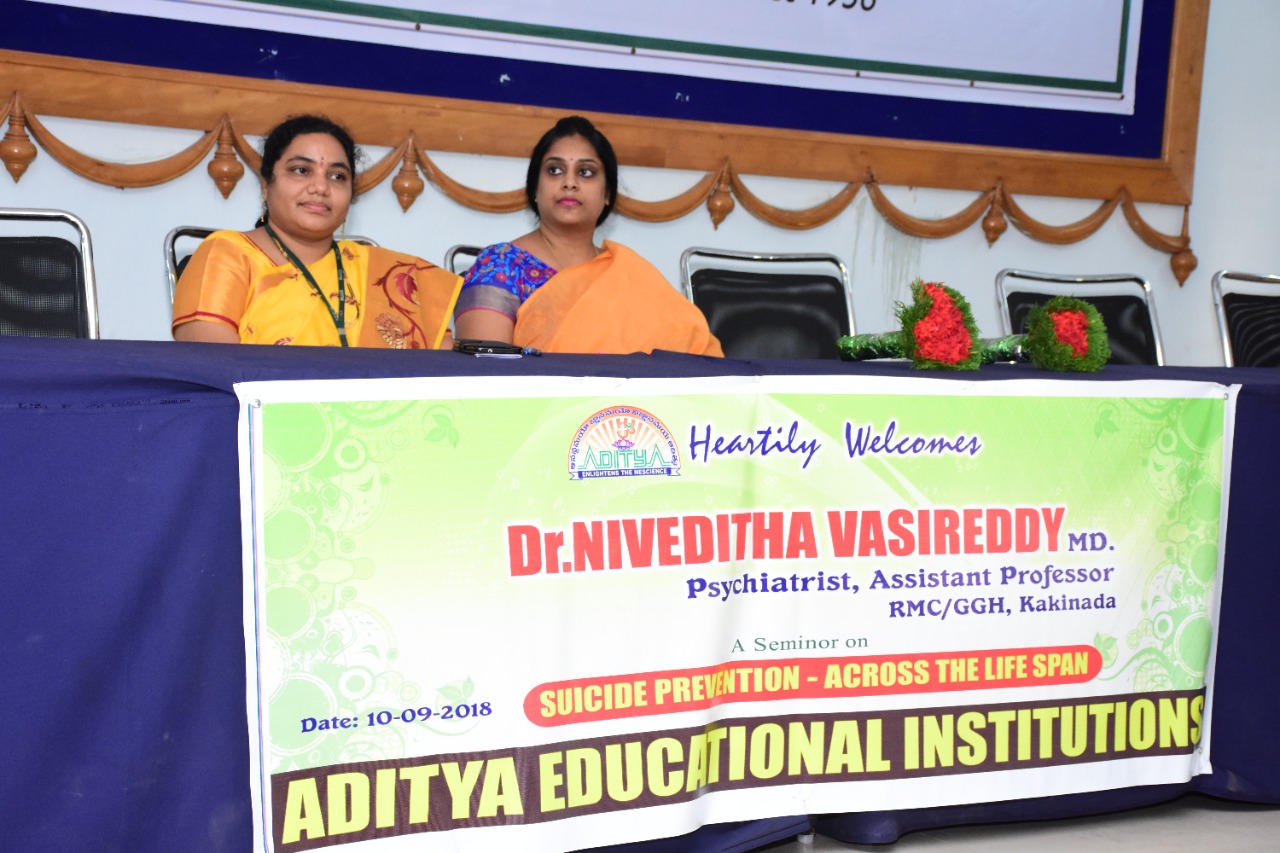 1956
ADITYA
ENLIGHTENS THE NESCIENCE
Heartily Welcomes
Dr.NIVEDITHA VASIREDDY MD.
Psychiatrist, Assistant Professor
RMC/GGH, Kakinada
A Seminor on
SUICIDE PREVENTION - ACROSS THE LIFE SPAN
Date: 10-09-2018
ADITYA EDUCATIONAL INSTITUTIONS